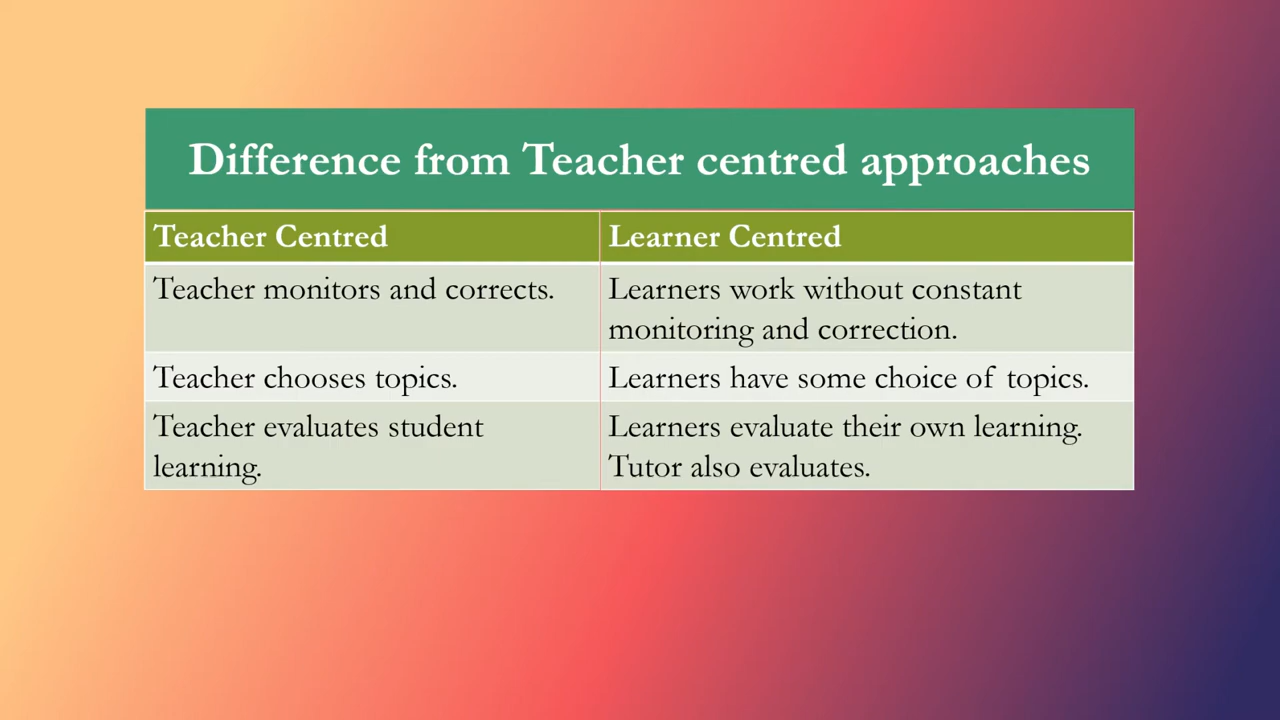 Difference from Teacher centred approaches
Teacher Centred
Learner Centred
Teacher monitors and corrects.
Learners work without constant
monitoring and correction.
Teacher chooses topics.
Learners have some choice of topics.
Teacher evaluates student
learning.
Learners evaluate their own learning.
Tutor also evaluates.